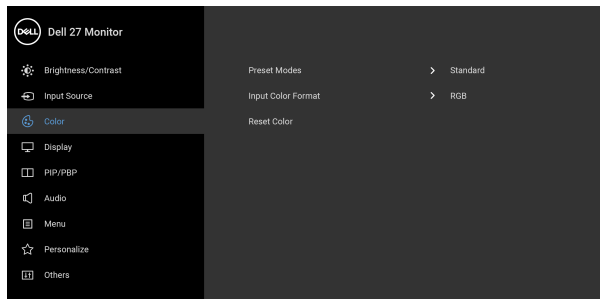 DELL Dell 27 Monitor
Brightness/Contrast
Preset Modes Standard
Input Source
Input Color Format RGB
Color
Reset Color
Display
PIP/PBP
Audio
Menu
Personalize
Others